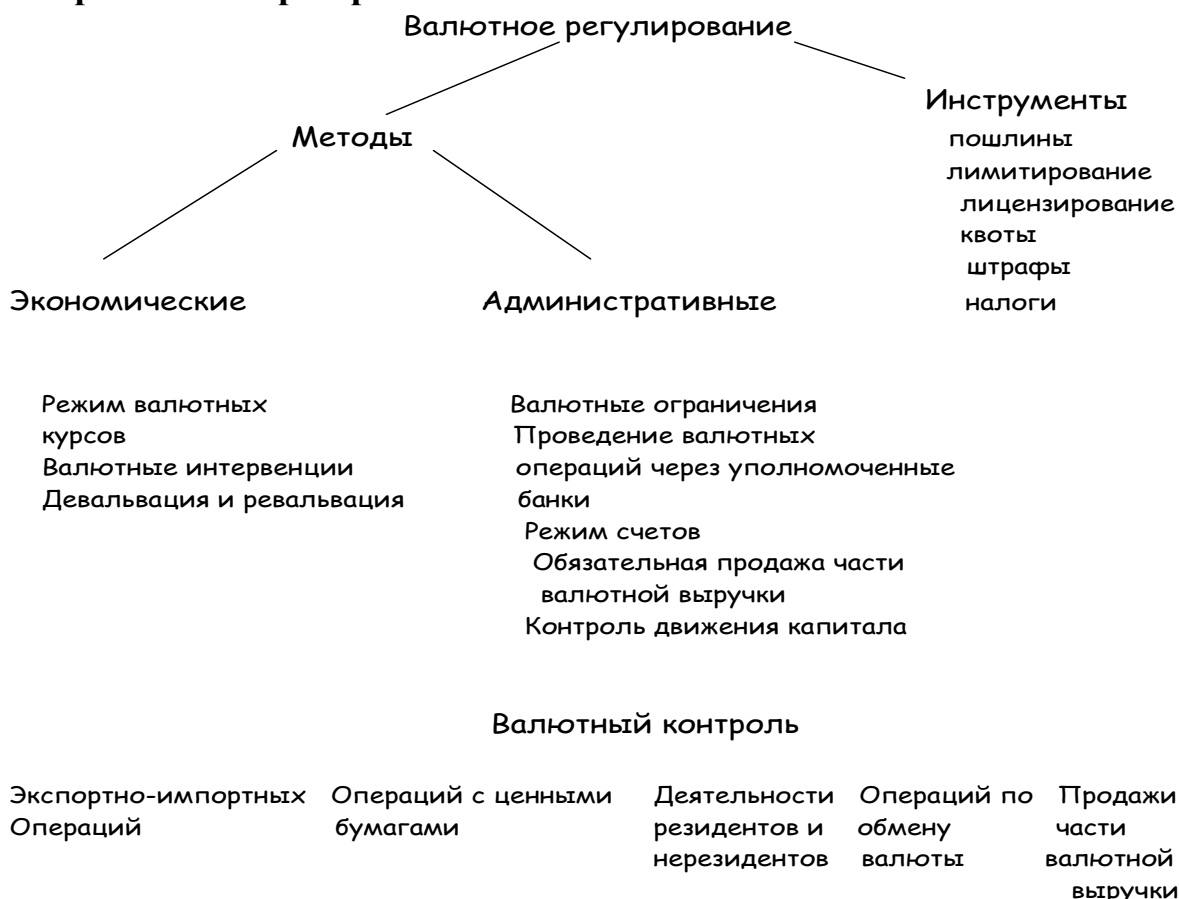 Валютное регулирование
Инструменты
пошлины
лимитирование
лицензирование
квоты
штрафы
налоги
Методы
Экономические
Административные
Режим валютных
курсов
Валютные интервенции
Девальвация и ревальвация
Валютные ограничения
Проведение валютных
операций через уполномоченные
банки
Режим счетов
Обязательная продажа части
валютной выручки
Контроль движения капитала
Валютный контроль
Экспортно-импортных
Операций
Операций с ценными
бумагами
Деятельности
резидентов и
нерезидентов
Операций по
обмену
валюты
Продажи
части
валютной
выручки